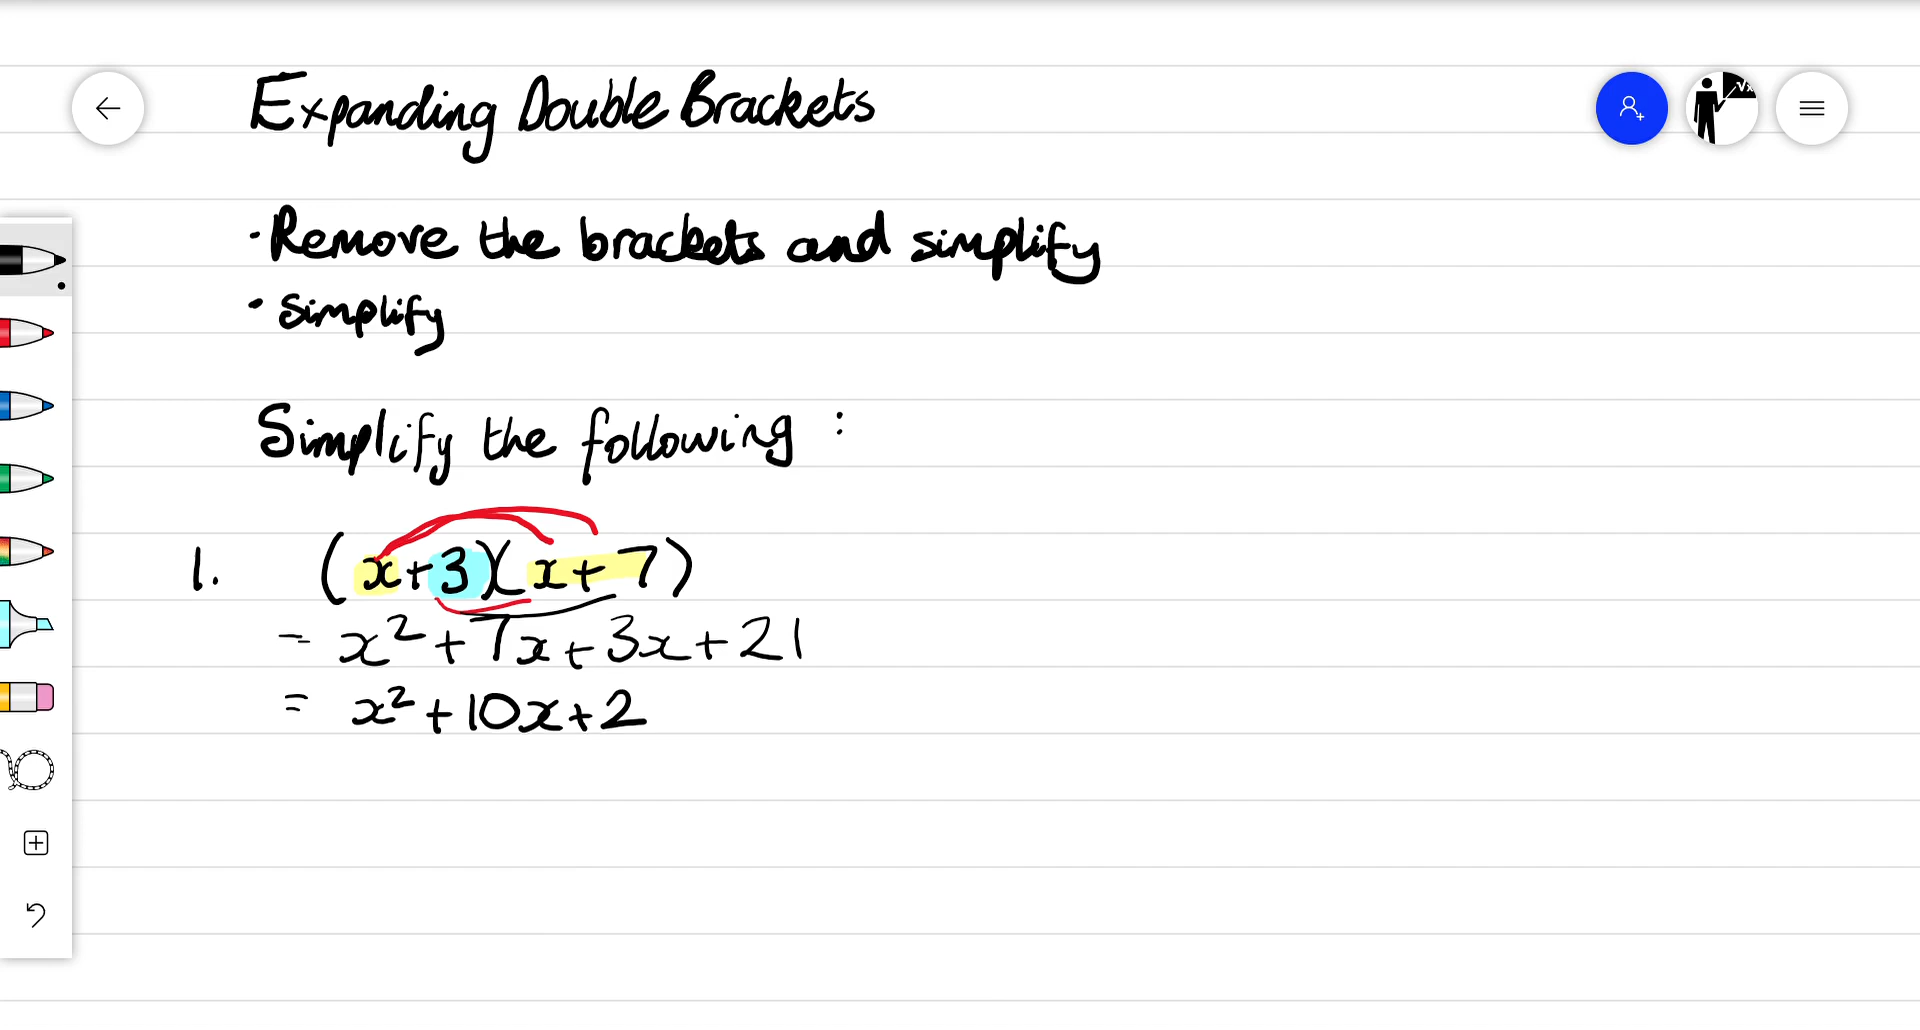 Expanding Double Brackets
· Remove the brackets and simplify
· Simplify
Simplify the following :
1. (x+3)(x+7)
= x²+7x+3x+21
= x²+10x+2